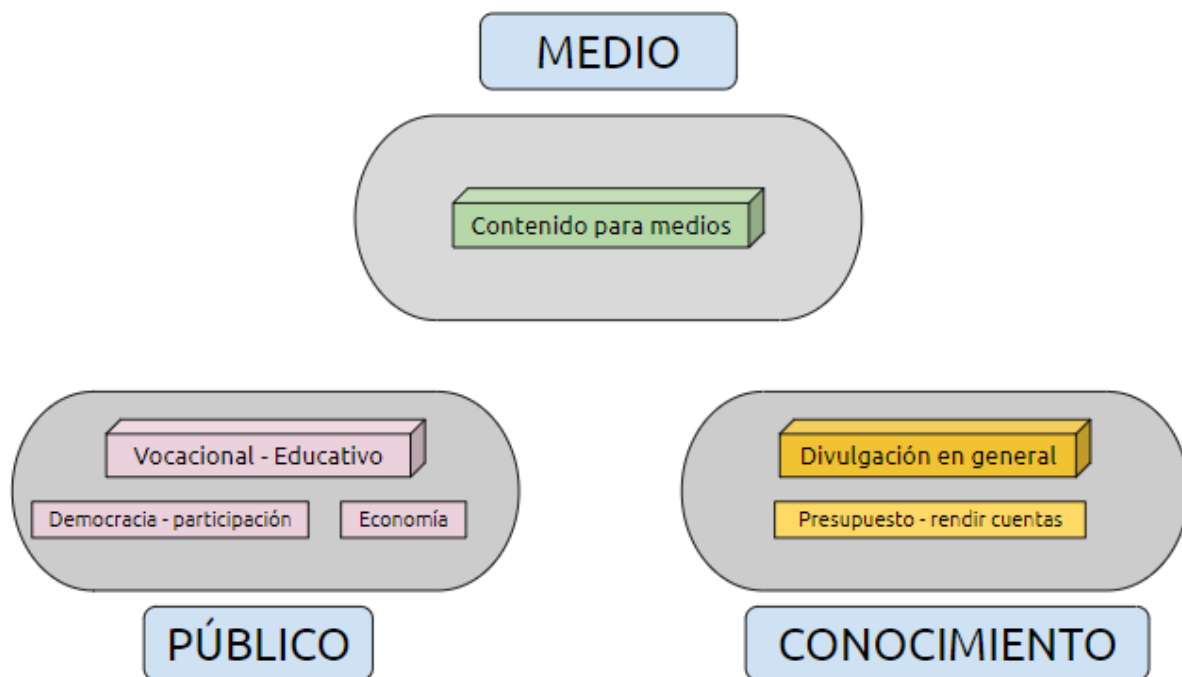 MEDIO
Contenido para medios
Vocacional - Educativo
Democracia - participación
Economía
PÚBLICO
Divulgación en general
Presupuesto - rendir cuentas
CONOCIMIENTO